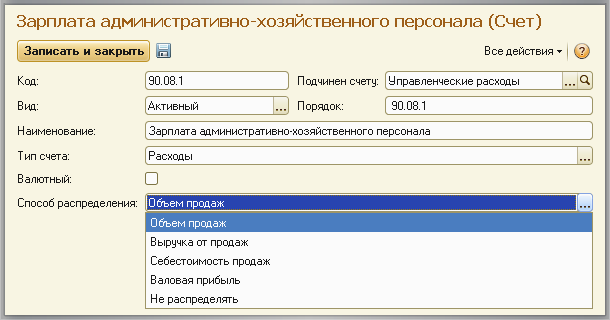 Зарплата административно-хозяйственного персонала (Счет)
Записать и закрыть Все действия ?
Код: 90.08.1 Подчинен счету: Управленческие расходы ...
Вид: Активный ... Порядок: 90.08.1
Наименование: Зарплата административно-хозяйственного персонала
Тип счета: Расходы ...
Валютный:
Способ распределения: Объем продаж ...
Объем продаж
Выручка от продаж
Себестоимость продаж
Валовая прибыль
Не распределять